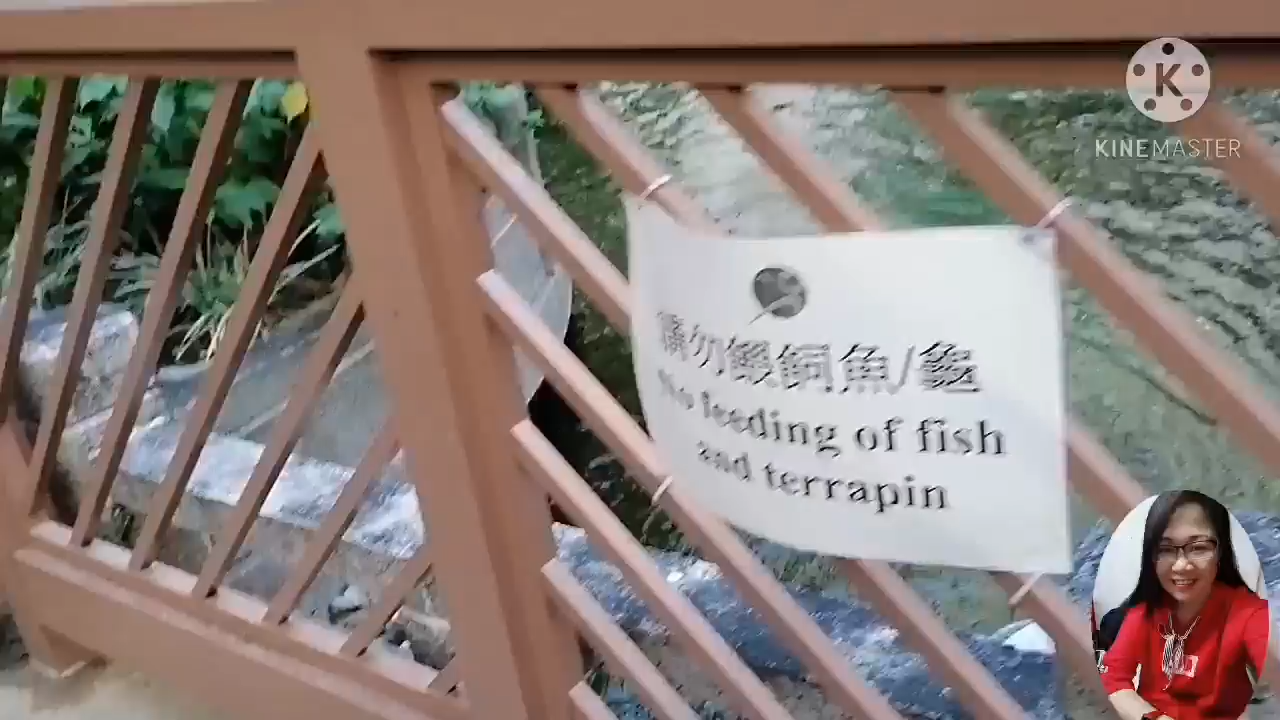 請勿餵飼魚/龜
No feeding of fish
and terrapin
K
KINEMASTER